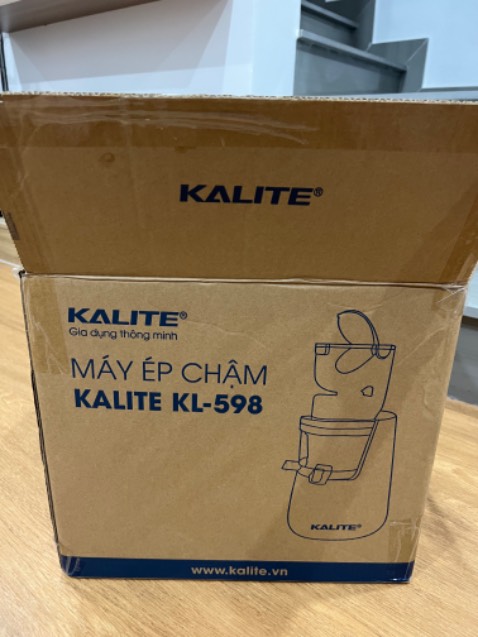 KALITE®
KALITE®
Gia dụng thông minh
MÁY ÉP CHẬM
KALITE KL-598
KALITE®
www.kalite.vn